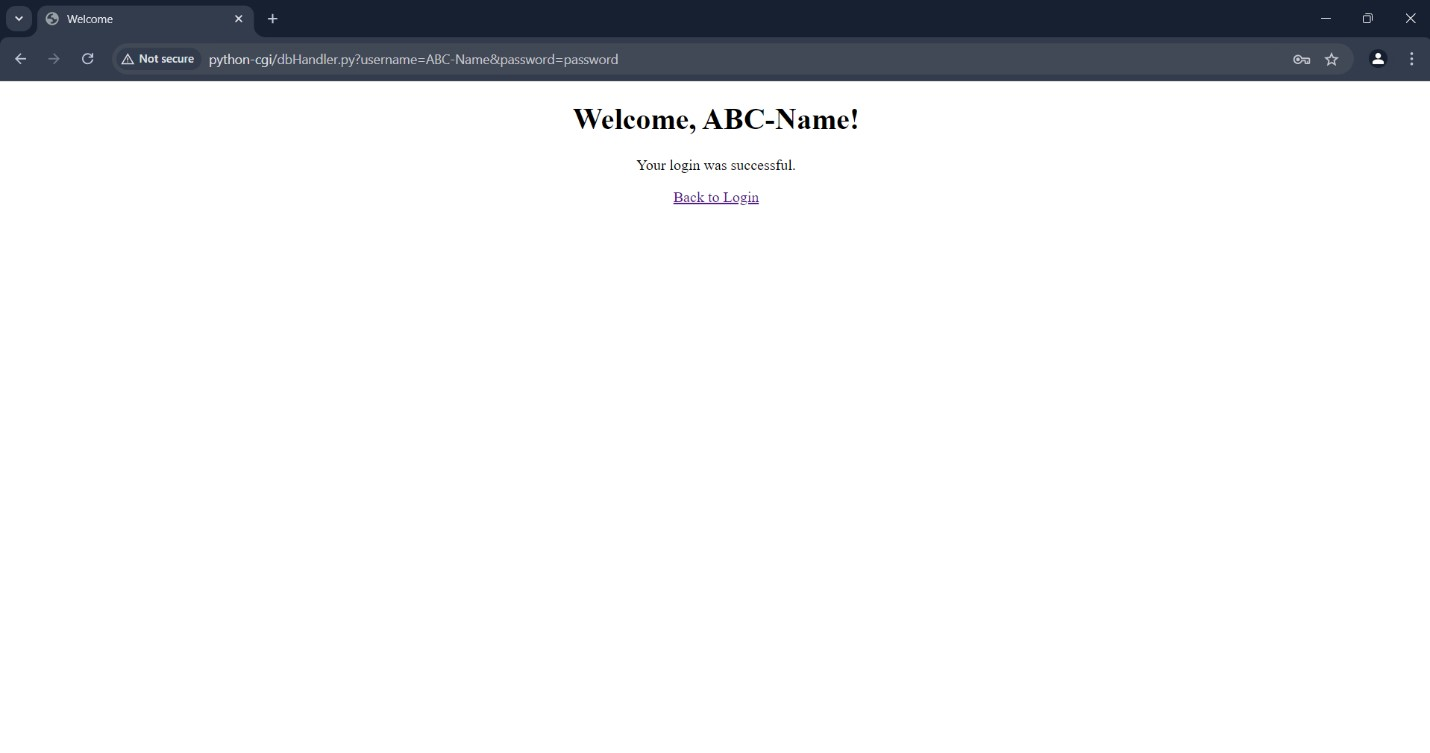 Welcome
Not secure python-cgi/dbHandler.py?username=ABC-Name&password=password
Welcome, ABC-Name!
Your login was successful.
Back to Login